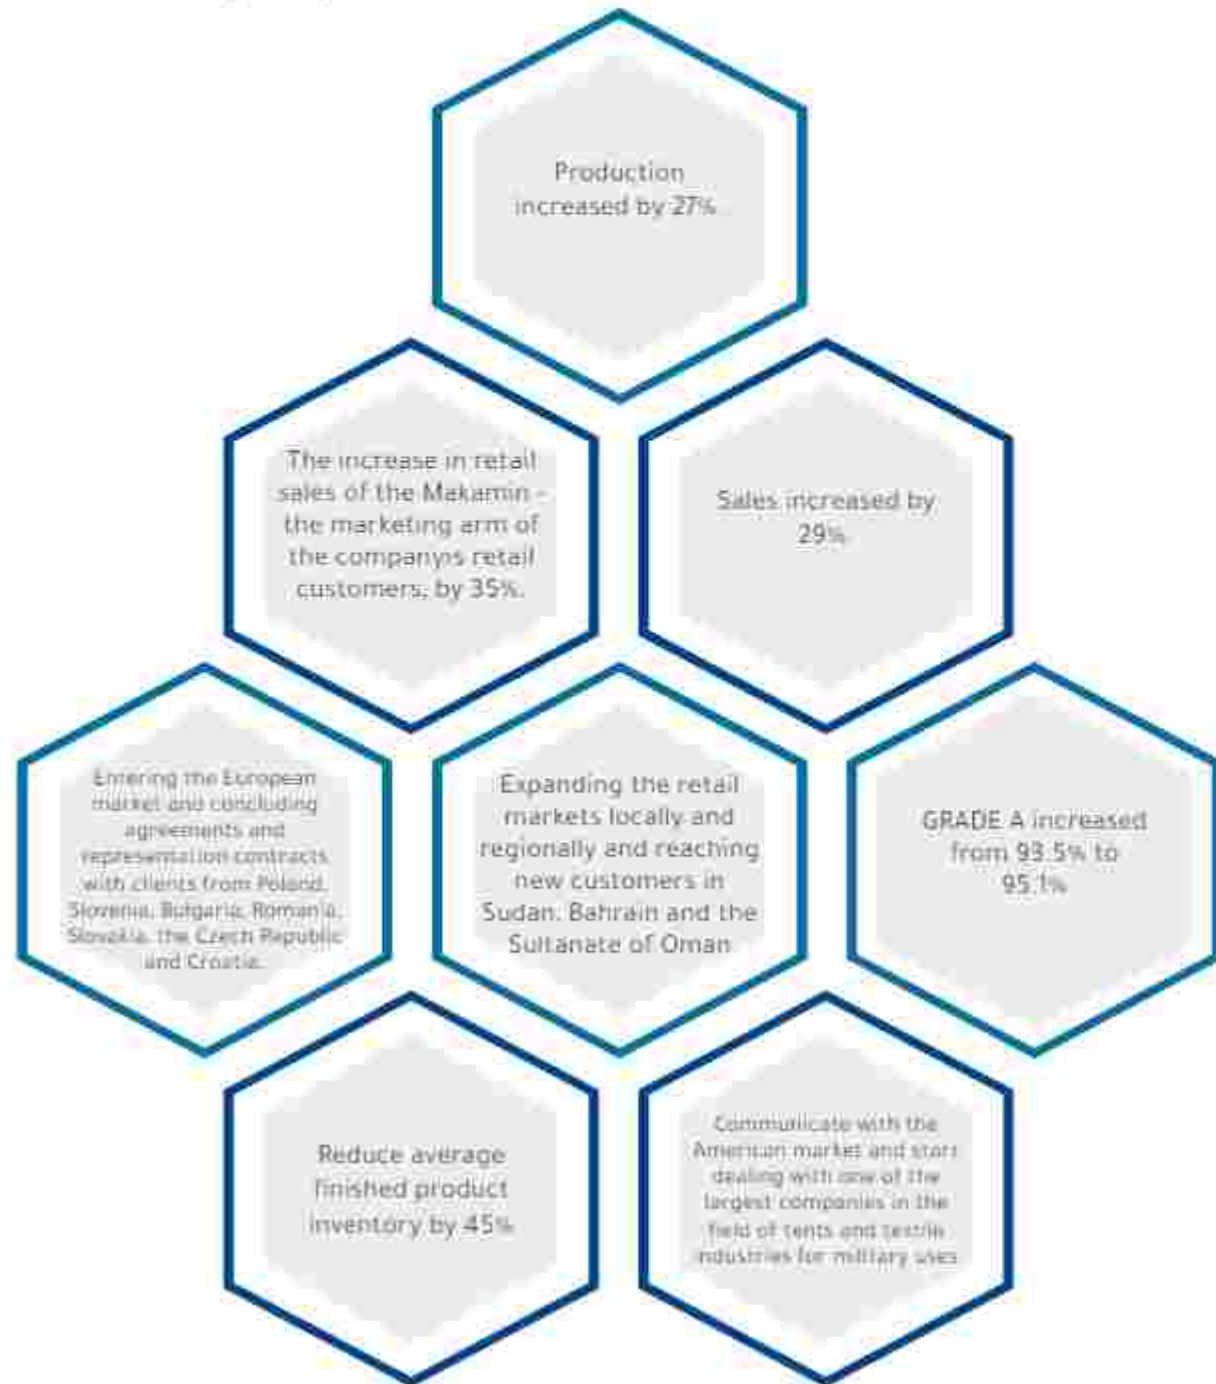 Production
increased by 27%
The increase in retail
sales of the Makamin -
the marketing arm of
the companyis retail
customers, by 35%.
Sales increased by
29%
Entering the European
market and concluding
agreements and
representation contracts
with clients from Poland,
Slovenia, Bulgaria, Romania,
Slovakia, the Czech Republic
and Croatia.
Expanding the retail
markets locally and
regionally and reaching
new customers in
Sudan, Bahrain and the
Sultanate of Oman
GRADE A increased
from 93.5% to
95.1%
Reduce average
finished product
inventory by 45%
Communicate with the
American market and start
dealing with one of the
largest companies in the
field of tents and textile
industries for military uses